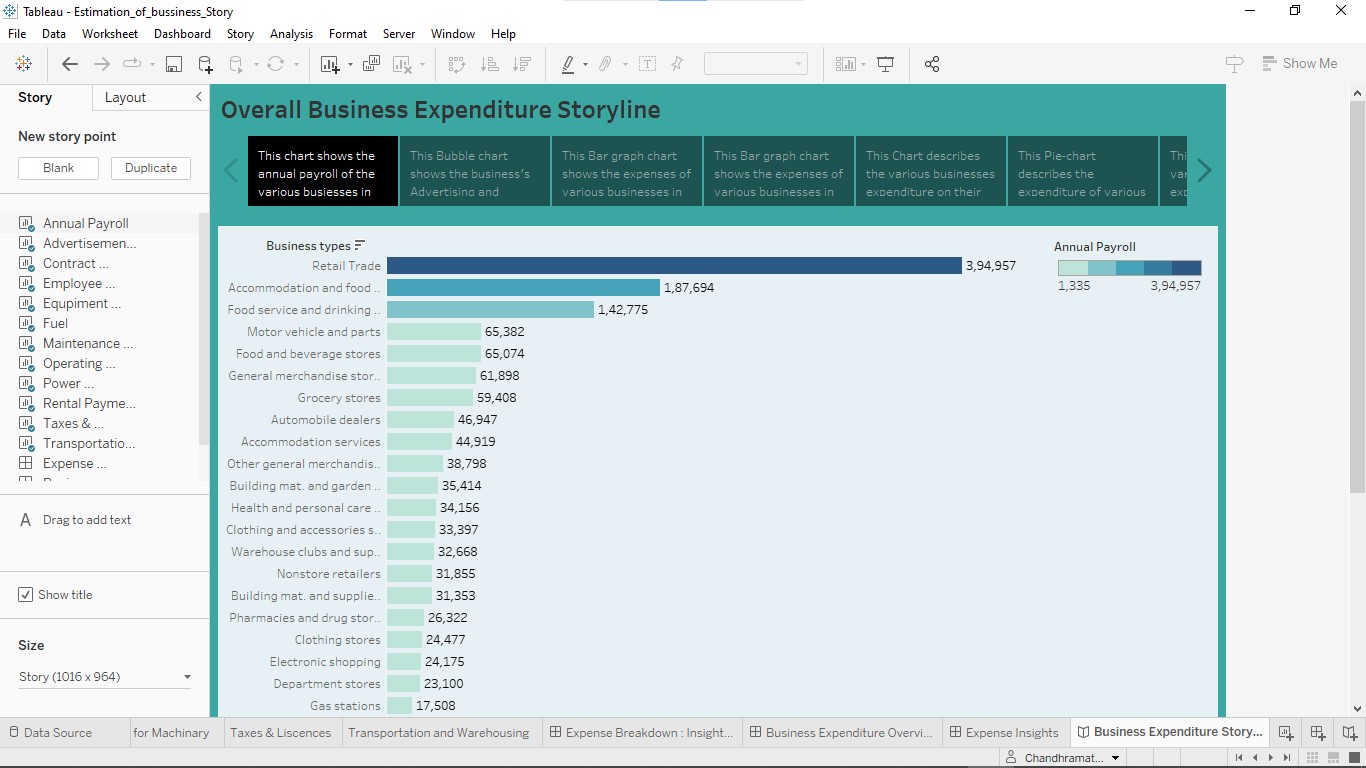 Tableau - Estimation_of_bussiness_Story
File Data Worksheet Dashboard Story Analysis Format Server Window Help
Show Me
Story Layout
New story point
Blank Duplicate
Annual Payroll
Advertisemen...
Contract ...
Employee ...
Equpiment ...
Fuel
Maintenance ...
Operating ...
Power ...
Rental Payme...
Taxes & ...
Transportatio...
Expense ...
A Drag to add text
Show title
Size
Story (1016 x 964)
Overall Business Expenditure Storyline
This chart shows the
annual payroll of the
various busiesses in
This Bubble chart
shows the business's
Advertising and
This Bar graph chart
shows the expenses of
various businesses in
This Bar graph chart
shows the expenses of
various businesses in
This Chart describes
the various businesses
expenditure on their
This Pie-chart
describes the
expenditure of various
Business types
Retail Trade 3,94,957
Accommodation and food .. 1,87,694
Food service and drinking .. 1,42,775
Motor vehicle and parts 65,382
Food and beverage stores 65,074
General merchandise stor.. 61,898
Grocery stores 59,408
Automobile dealers 46,947
Accommodation services 44,919
Other general merchandis.. 38,798
Building mat. and garden .. 35,414
Health and personal care .. 34,156
Clothing and accessories s.. 33,397
Warehouse clubs and sup.. 32,668
Nonstore retailers 31,855
Building mat. and supplie.. 31,353
Pharmacies and drug stor.. 26,322
Clothing stores 24,477
Electronic shopping 24,175
Department stores 23,100
Gas stations 17,508
Annual Payroll
1,335 3,94,957
Data Source for Machinary Taxes & Liscences Transportation and Warehousing Expense Breakdown : Insight... Business Expenditure Overvi... Expense Insights Business Expenditure Story...
Chandhramat...